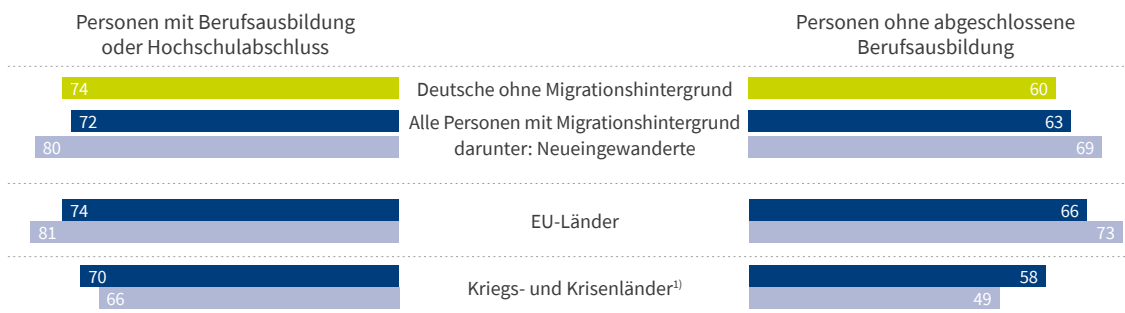 Personen mit Berufsausbildung
oder Hochschulabschluss
Personen ohne abgeschlossene
Berufsausbildung
74
Deutsche ohne Migrationshintergrund
60
72
Alle Personen mit Migrationshintergrund
63
80
darunter: Neueingewanderte
69
74
66
EU-Länder
81
73
70
58
Kriegs- und Krisenländer¹⁾
66
49